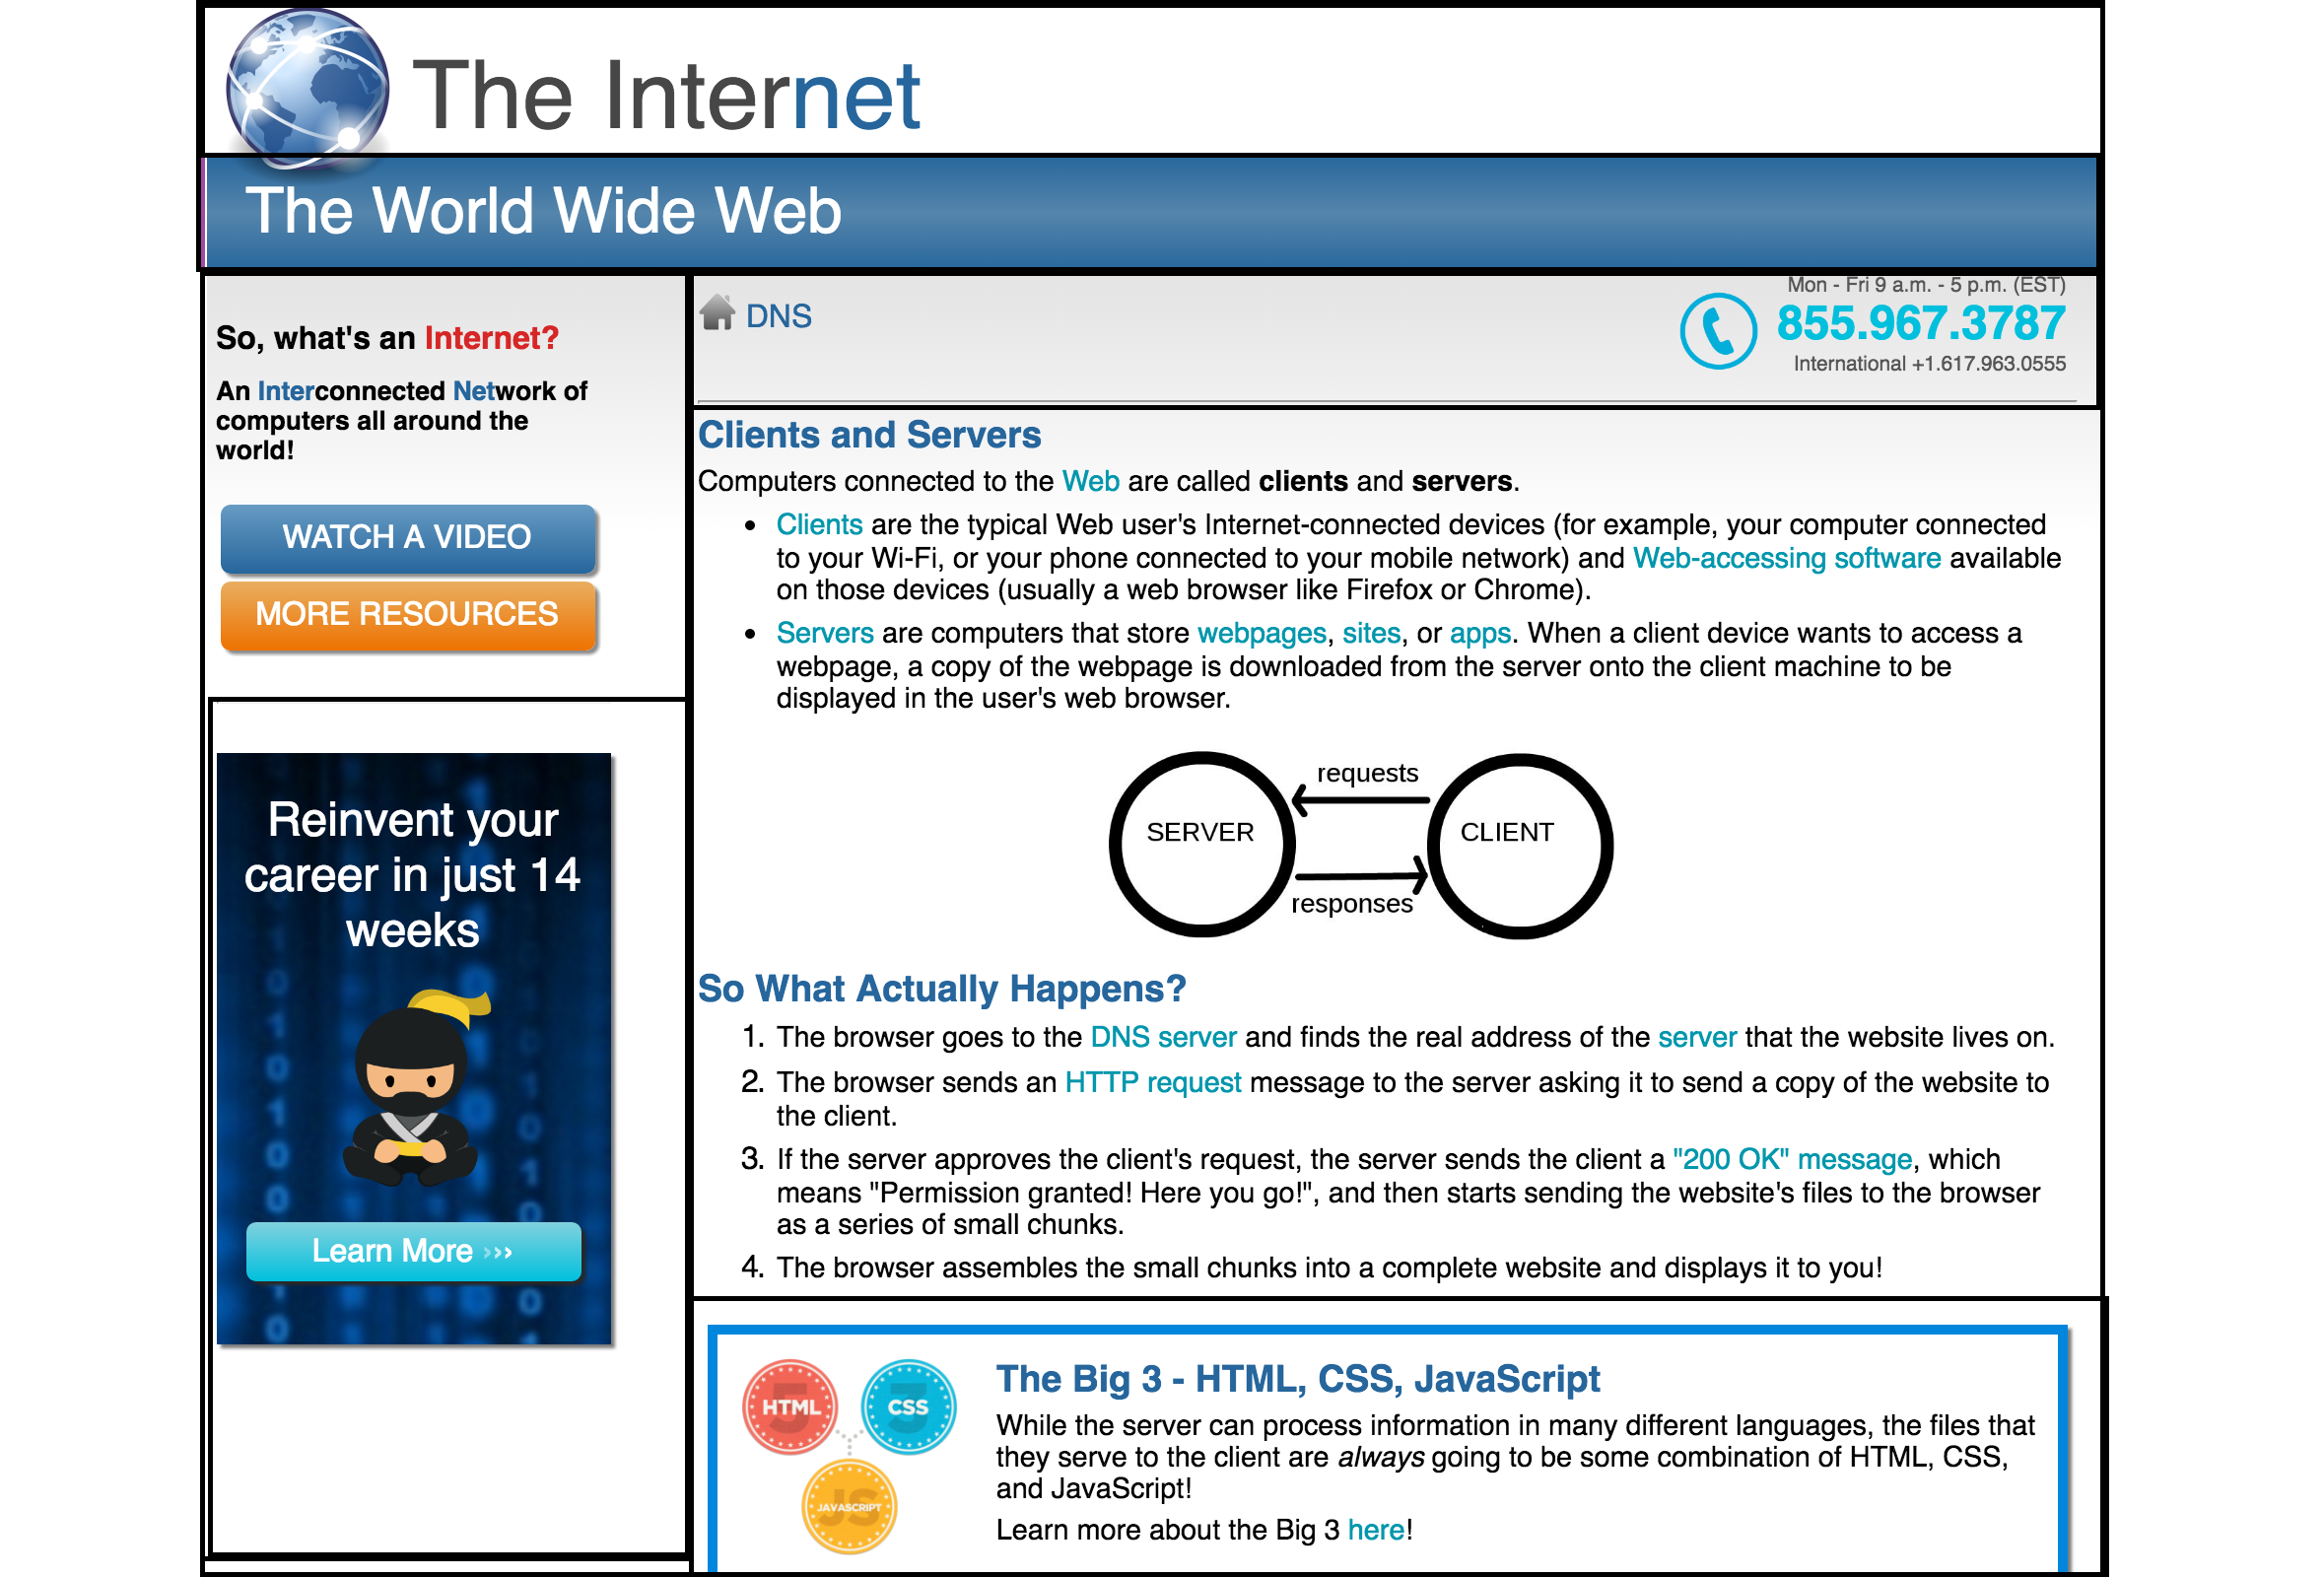 The Internet
The World Wide Web
So, what's an Internet?
An Interconnected Network of
computers all around the
world!
WATCH A VIDEO
MORE RESOURCES
Reinvent your
career in just 14
weeks
Learn More ›››
DNS
Mon - Fri 9 a.m. - 5 p.m. (EST)
855.967.3787
International +1.617.963.0555
Clients and Servers
Computers connected to the Web are called clients and servers.
• Clients are the typical Web user's Internet-connected devices (for example, your computer connected
to your Wi-Fi, or your phone connected to your mobile network) and Web-accessing software available
on those devices (usually a web browser like Firefox or Chrome).
• Servers are computers that store webpages, sites, or apps. When a client device wants to access a
webpage, a copy of the webpage is downloaded from the server onto the client machine to be
displayed in the user's web browser.
requests
SERVER
CLIENT
responses
So What Actually Happens?
1. The browser goes to the DNS server and finds the real address of the server that the website lives on.
2. The browser sends an HTTP request message to the server asking it to send a copy of the website to
the client.
3. If the server approves the client's request, the server sends the client a "200 OK" message, which
means "Permission granted! Here you go!", and then starts sending the website's files to the browser
as a series of small chunks.
4. The browser assembles the small chunks into a complete website and displays it to you!
HTML
5
CSS
3
JAVASCRIPT
JS
The Big 3 - HTML, CSS, JavaScript
While the server can process information in many different languages, the files that
they serve to the client are always going to be some combination of HTML, CSS,
and JavaScript!
Learn more about the Big 3 here!